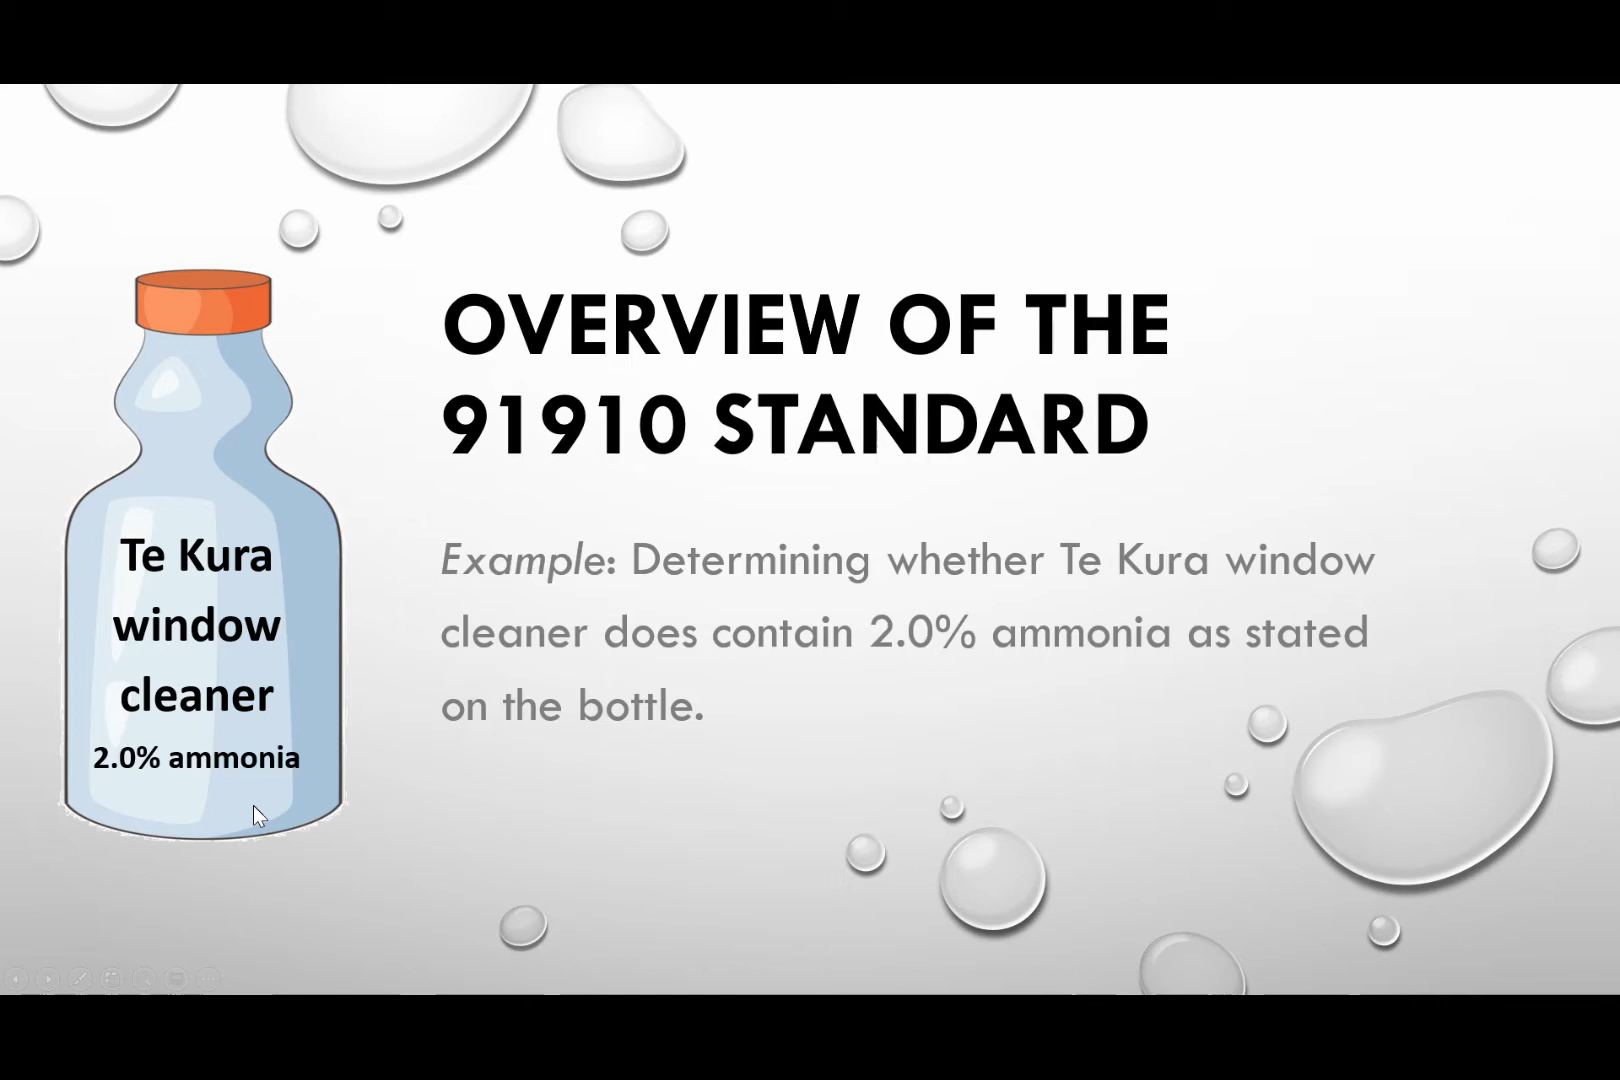 OVERVIEW OF THE
91910 STANDARD
Example: Determining whether Te Kura window
cleaner does contain 2.0% ammonia as stated
on the bottle.
Te Kura
window
cleaner
2.0% ammonia